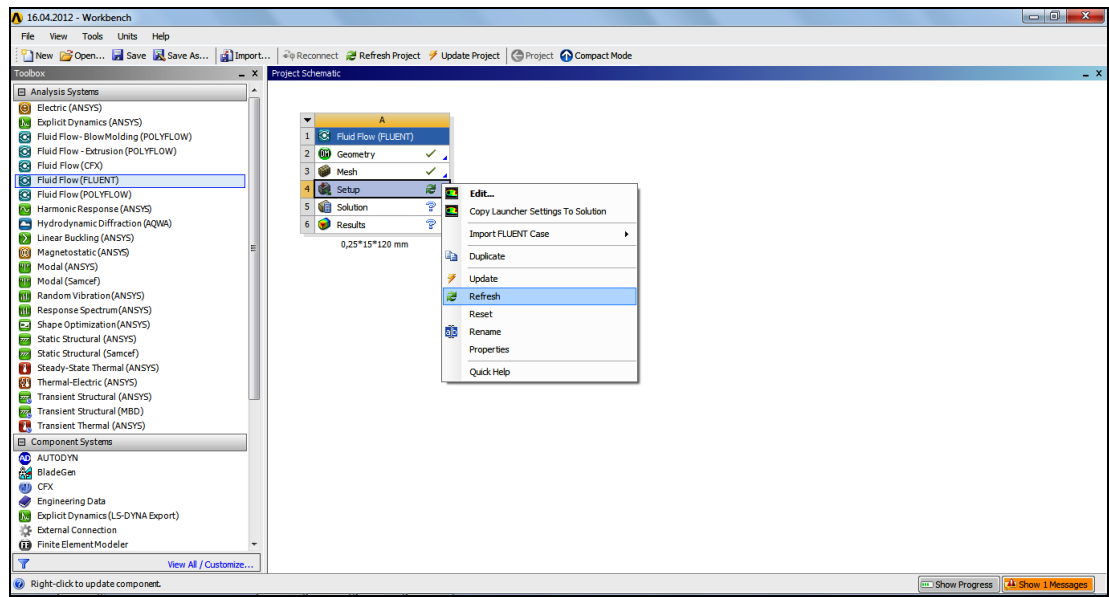 16.04.2012 - Workbench
File View Tools Units Help
New Open... Save Save As... Import... Reconnect Refresh Project Update Project Project Compact Mode
Toolbox
Project Schematic
Analysis Systems
Electric (ANSYS)
Explicit Dynamics (ANSYS)
Fluid Flow- BlowMolding (POLYFLOW)
Fluid Flow - Extrusion (POLYFLOW)
Fluid Flow (CFX)
Fluid Flow (FLUENT)
Fluid Flow (POLYFLOW)
Harmonic Response (ANSYS)
Hydrodynamic Diffraction (AQWA)
Linear Buckling (ANSYS)
Magnetostatic (ANSYS)
Modal (ANSYS)
Modal (Samcef)
Random Vibration (ANSYS)
Response Spectrum (ANSYS)
Shape Optimization (ANSYS)
Static Structural (ANSYS)
Static Structural (Samcef)
Steady-State Thermal (ANSYS)
Thermal-Electric (ANSYS)
Transient Structural (ANSYS)
Transient Structural (MBD)
Transient Thermal (ANSYS)
Component Systems
AUTODYN
BladeGen
CFX
Engineering Data
Explicit Dynamics (LS-DYNA Export)
External Connection
Finite Element Modeler
View All / Customize...
A
1 Fluid Flow (FLUENT)
2 Geometry
3 Mesh
4 Setup
5 Solution
6 Results
0,25*15*120 mm
Edit...
Copy Launcher Settings To Solution
Import FLUENT Case
Duplicate
Update
Refresh
Reset
Rename
Properties
Quick Help
Right-click to update component.
Show Progress
Show 1 Messages